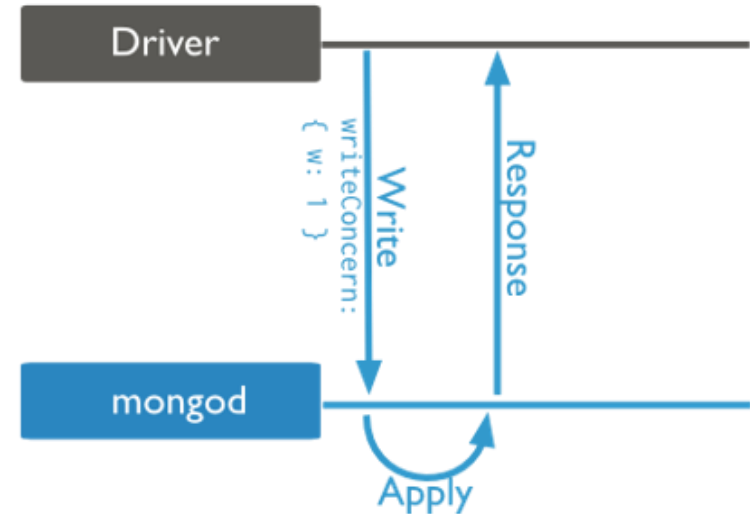 Driver
writeConcern:
{ w: 1 }
Write
Response
mongod
Apply